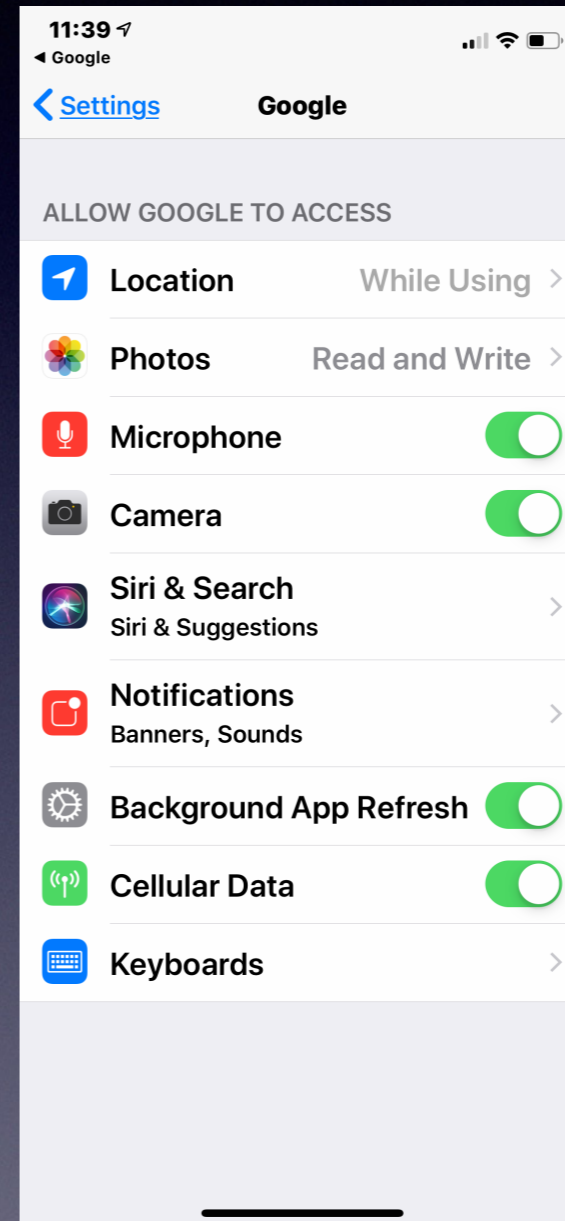 11:39
◀ Google
Settings
Google
ALLOW GOOGLE TO ACCESS
Location While Using
Photos Read and Write
Microphone
Camera
Siri & Search
Siri & Suggestions
Notifications
Banners, Sounds
Background App Refresh
Cellular Data
Keyboards